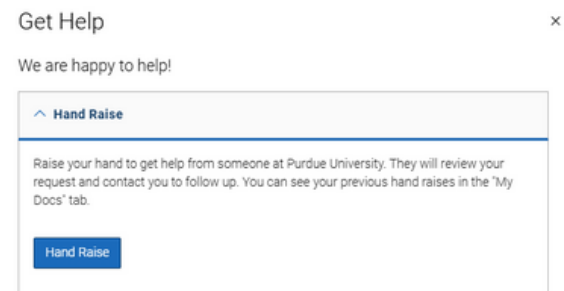 Get Help
We are happy to help!
Hand Raise
Raise your hand to get help from someone at Purdue University. They will review your
request and contact you to follow up. You can see your previous hand raises in the "My
Docs" tab.
Hand Raise